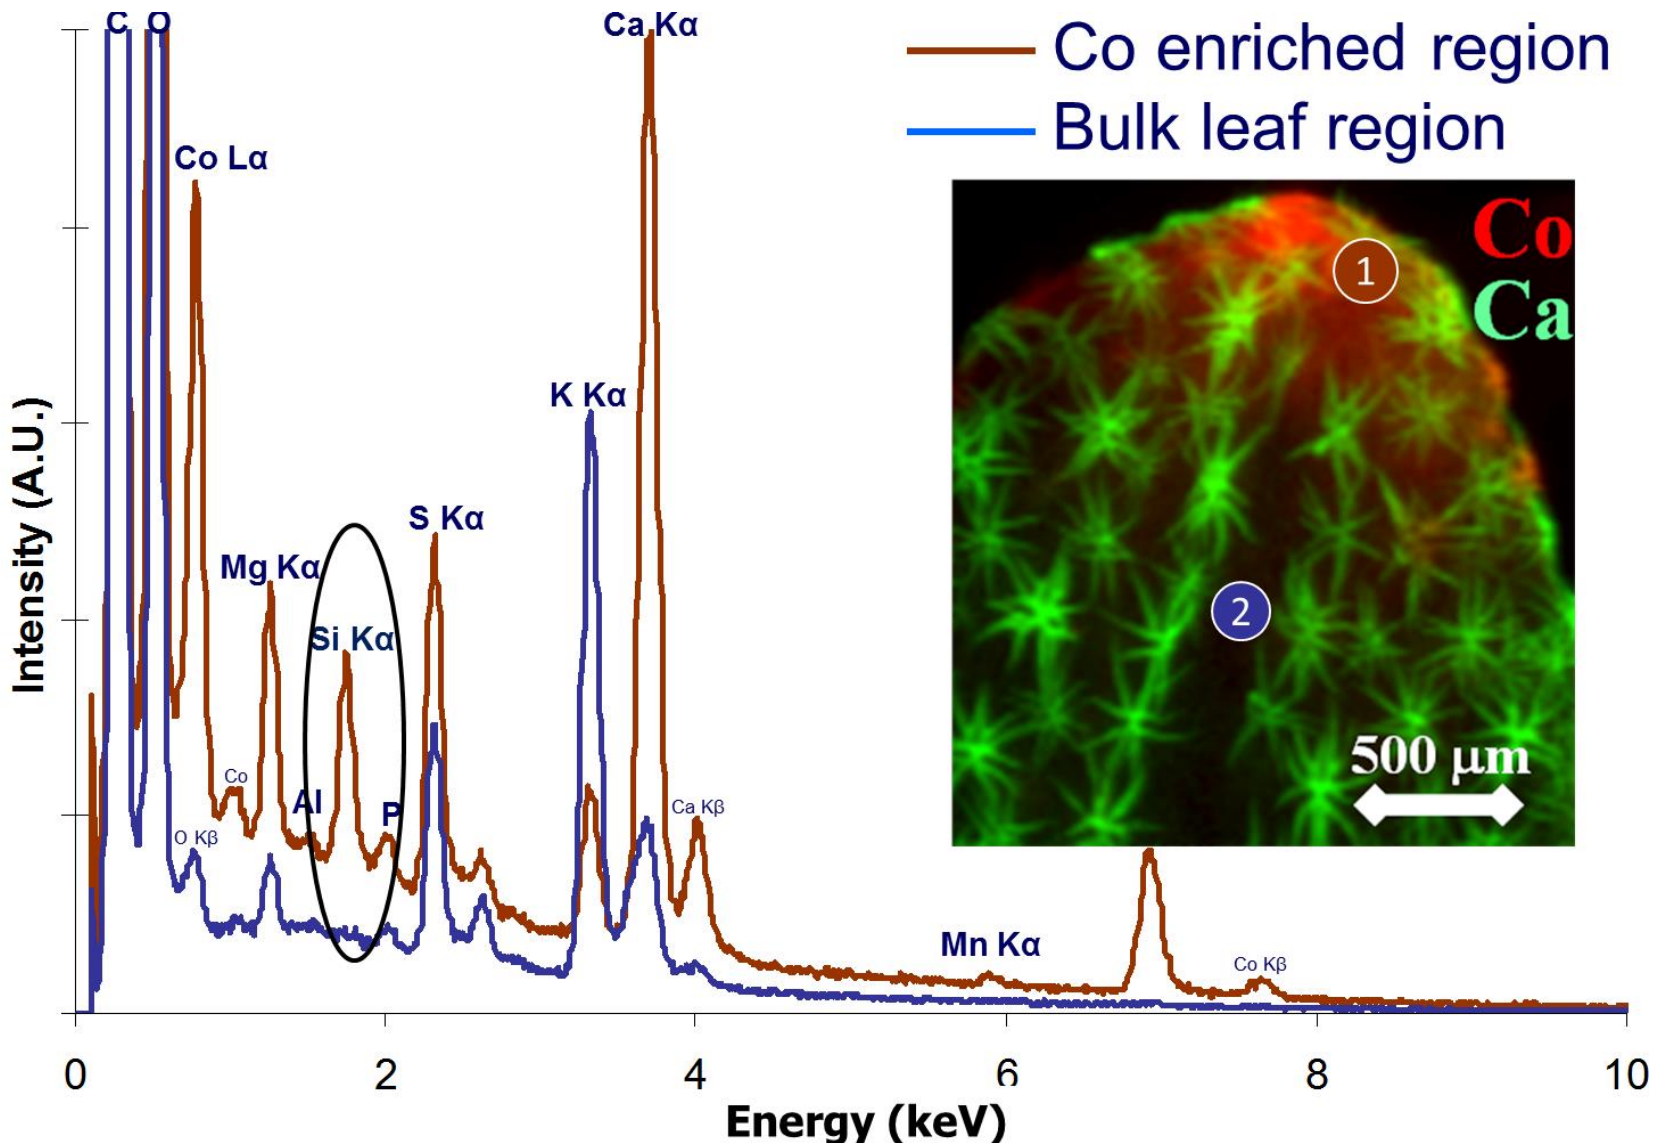 C O
Ca Kα
Co enriched region
Bulk leaf region
Co Lα
Co
Ca
1
K Kα
S Kα
Mg Kα
Si Kα
2
Intensity (A.U.)
500 µm
Co
Al
P
Ca Kβ
O Kβ
Mn Kα
Co Kβ
0 2 4 6 8 10
Energy (keV)